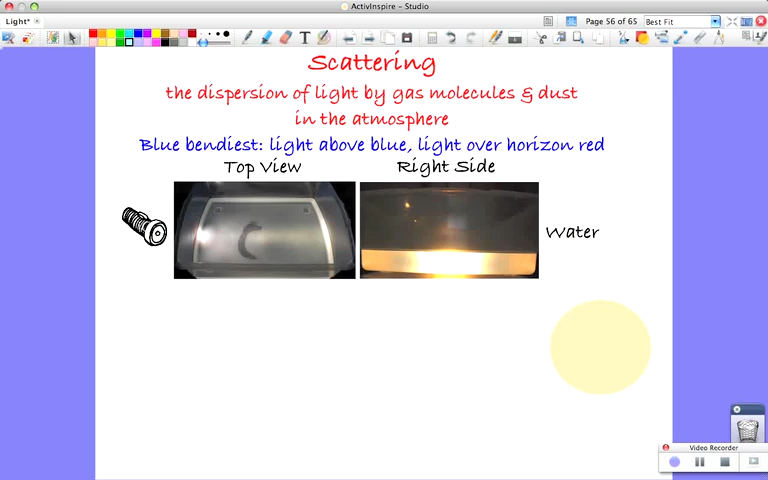 ActivInspire – Studio
Light*
Page 56 of 65
Best Fit
T
Scattering
the dispersion of light by gas molecules & dust
in the atmosphere
Blue bendiest: light above blue, light over horizon red
Top View
Right Side
Water
Video Recorder